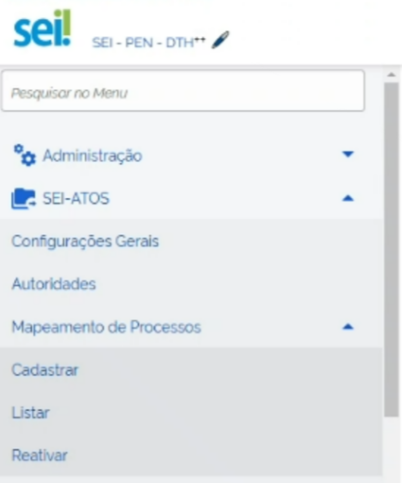 sei!
SEI - PEN - DTH++
Pesquisar no Menu
Administração
SEI-ATOS
Configurações Gerais
Autoridades
Mapeamento de Processos
Cadastrar
Listar
Reativar